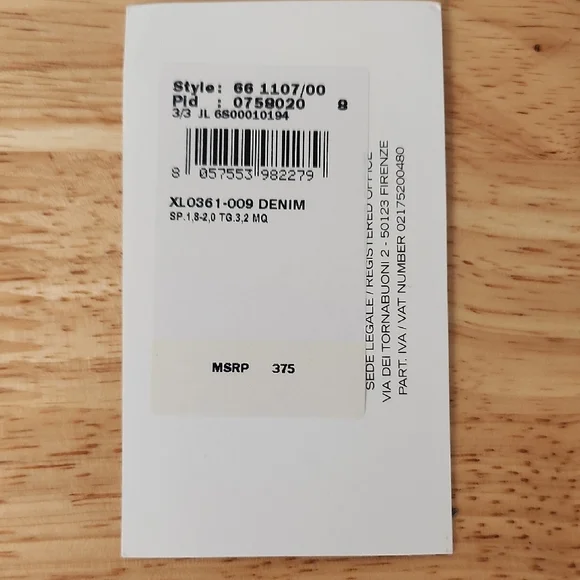 Style: 66 1107/00
Pid : 0758020 8
3/3 JL 6S00010194
8 057553 982279
XL0361-009 DENIM
SP.1,8-2,0 TG.3,2 MQ
MSRP 375
SEDE LEGALE / REGISTERED OFFICE
VIA DEI TORNABUONI 2 - 50123 FIRENZE
PART. IVA / VAT NUMBER 02175200480